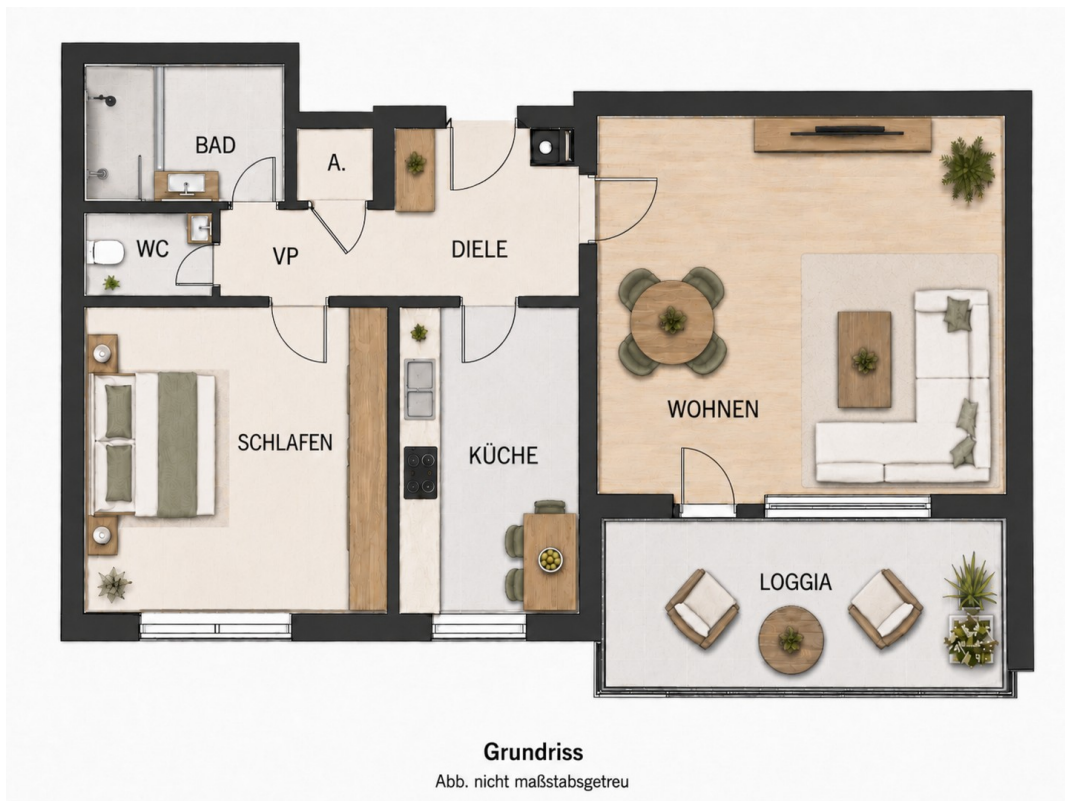 BAD
A.
WC
VP
DIELE
WOHNEN
SCHLAFEN
KÜCHE
LOGGIA
Grundriss
Abb. nicht maßstabsgetreu